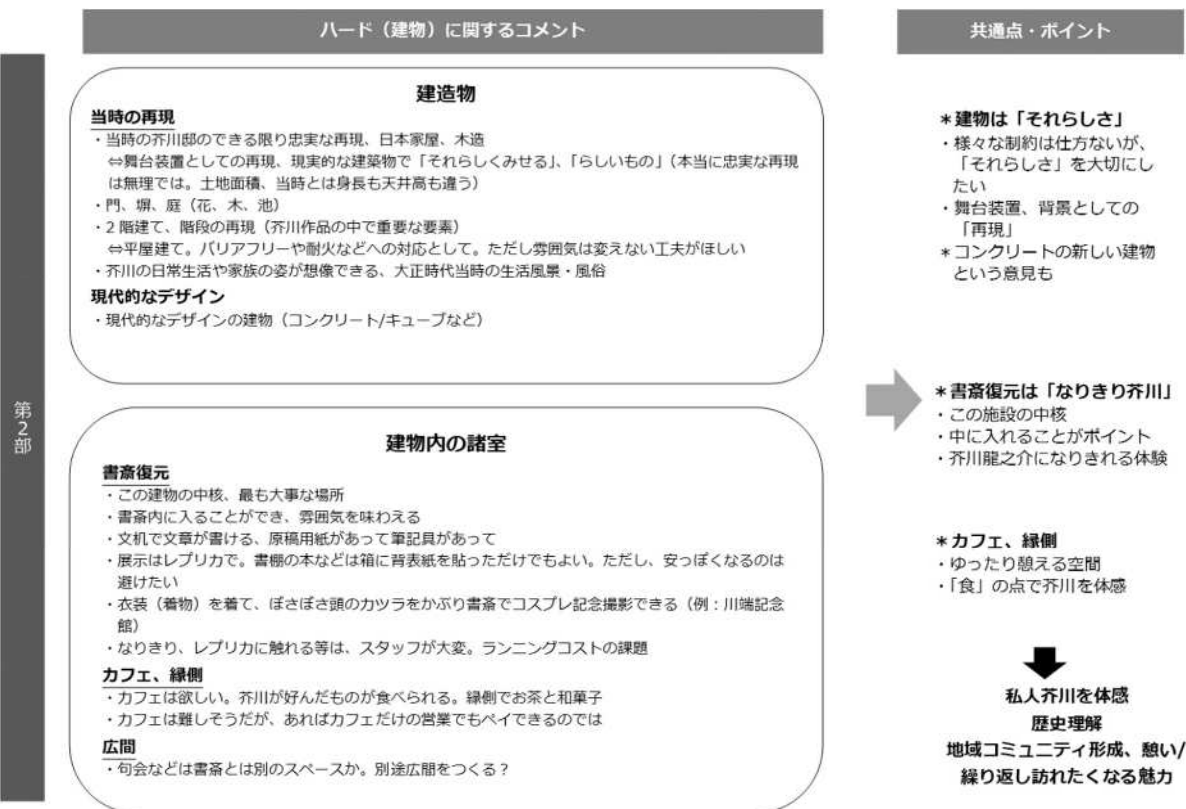 ハード（建物）に関するコメント
共通点・ポイント
第2部
建造物
当時の再現
・当時の芥川邸のできる限り忠実な再現、日本家屋、木造
⇔舞台装置としての再現、現実的な建築物で「それらしくみせる」、「らしいもの」（本当に忠実な再現
は無理では。土地面積、当時とは身長も天井高も違う）
・門、塀、庭（花、木、池）
・2 階建て、階段の再現（芥川作品の中で重要な要素）
⇔平屋建て。バリアフリーや耐火などへの対応として。ただし雰囲気は変えない工夫がほしい
・芥川の日常生活や家族の姿が想像できる、大正時代当時の生活風景・風俗
現代的なデザイン
・現代的なデザインの建物（コンクリート/キューブなど）
建物内の諸室
書斎復元
・この建物の中核、最も大事な場所
・書斎内に入ることができ、雰囲気を味わえる
・文机で文章が書ける、原稿用紙があって筆記具があって
・展示はレプリカで。書棚の本などは箱に背表紙を貼っただけでもよい。ただし、安っぽくなるのは
避けたい
・衣装（着物）を着て、ぼさぼさ頭のカツラをかぶり書斎でコスプレ記念撮影できる（例：川端記念
館）
・なりきり、レプリカに触れる等は、スタッフが大変。ランニングコストの課題
カフェ、縁側
・カフェは欲しい。芥川が好んだものが食べられる。縁側でお茶と和菓子
・カフェは難しそうだが、あればカフェだけの営業でもペイできるのでは
広間
・句会などは書斎とは別のスペースか。別途広間をつくる？
＊建物は「それらしさ」
・様々な制約は仕方ないが、
「それらしさ」を大切にし
たい
・舞台装置、背景としての
「再現」
＊コンクリートの新しい建物
という意見も
＊書斎復元は「なりきり芥川」
・この施設の中核
・中に入れることがポイント
・芥川龍之介になりきれる体験
＊カフェ、縁側
・ゆったり憩える空間
・「食」の点で芥川を体感
私人芥川を体感
歴史理解
地域コミュニティ形成、憩い/
繰り返し訪れたくなる魅力